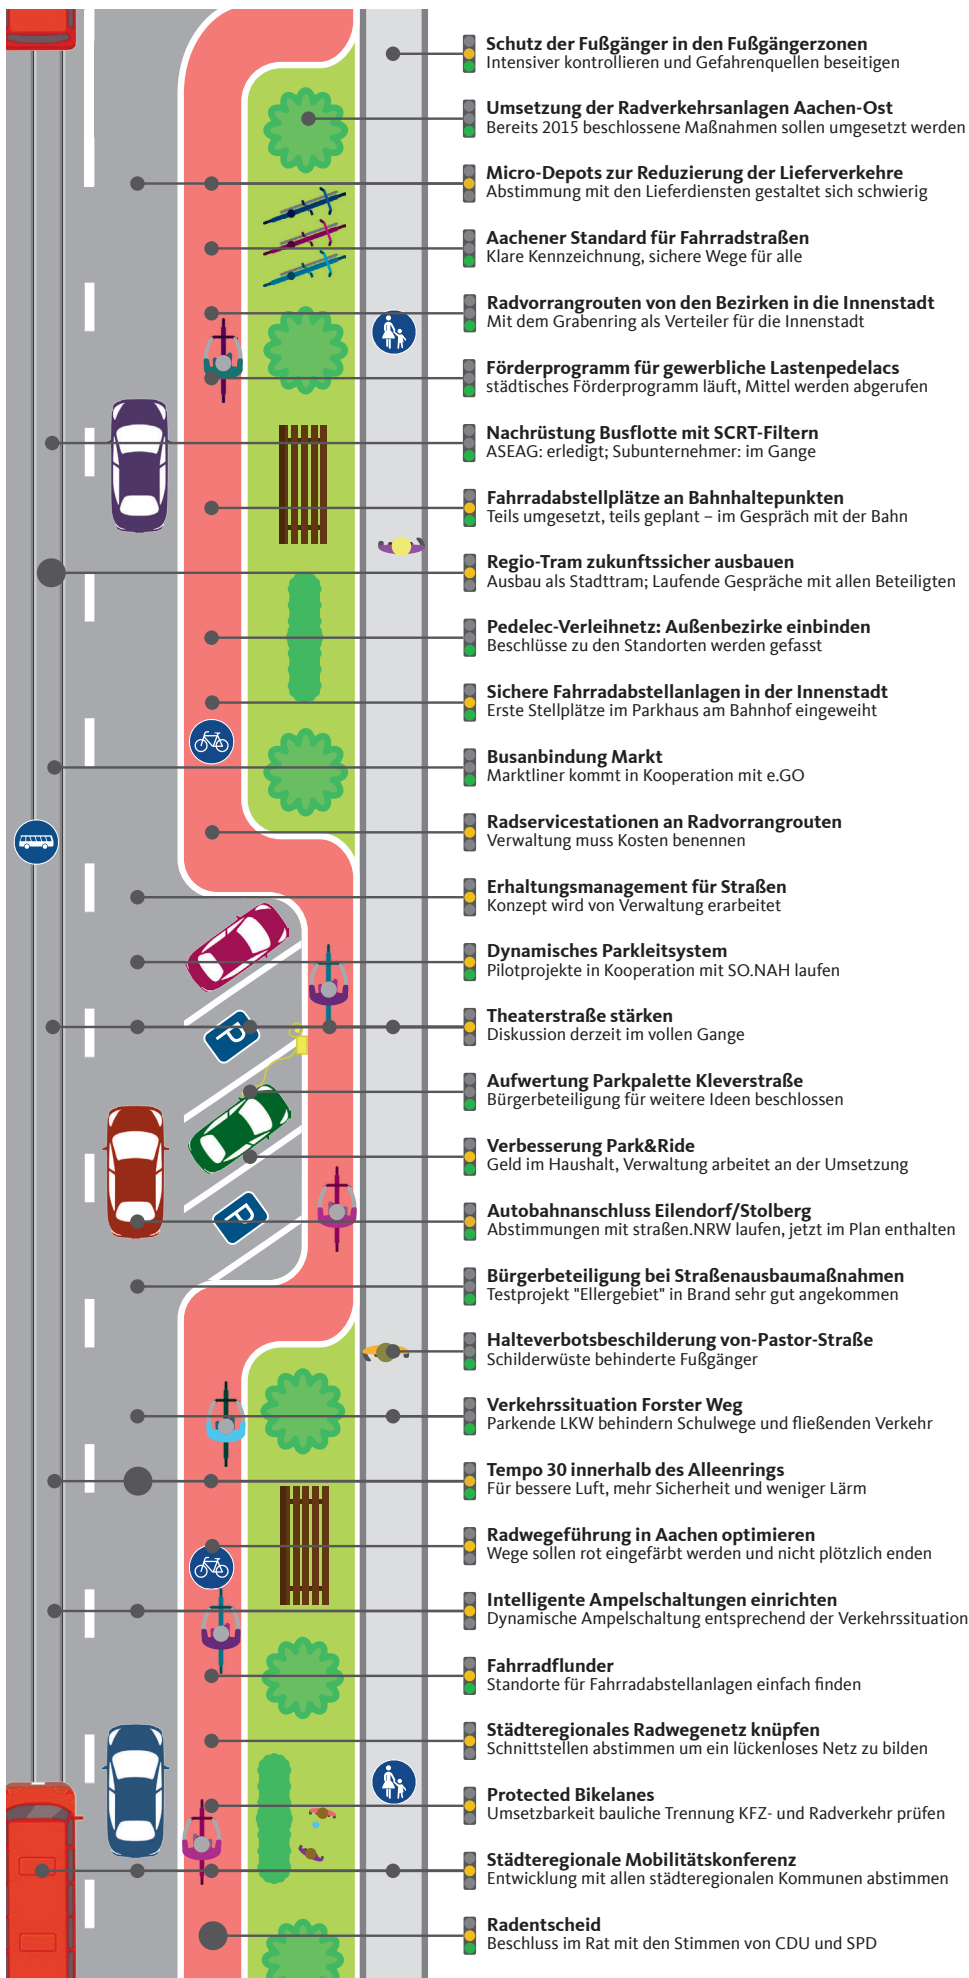 Schutz der Fußgänger in den Fußgängerzonen
Intensiver kontrollieren und Gefahrenquellen beseitigen
Umsetzung der Radverkehrsanlagen Aachen-Ost
Bereits 2015 beschlossene Maßnahmen sollen umgesetzt werden
Micro-Depots zur Reduzierung der Lieferverkehre
Abstimmung mit den Lieferdiensten gestaltet sich schwierig
Aachener Standard für Fahrradstraßen
Klare Kennzeichnung, sichere Wege für alle
Radvorrangrouten von den Bezirken in die Innenstadt
Mit dem Grabenring als Verteiler für die Innenstadt
Förderprogramm für gewerbliche Lastenpedelacs
städtisches Förderprogramm läuft, Mittel werden abgerufen
Nachrüstung Busflotte mit SCRT-Filtern
ASEAG: erledigt; Subunternehmer: im Gange
Fahrradabstellplätze an Bahnhaltepunkten
Teils umgesetzt, teils geplant – im Gespräch mit der Bahn
Regio-Tram zukunftssicher ausbauen
Ausbau als Stadttram; Laufende Gespräche mit allen Beteiligten
Pedelec-Verleihnetz: Außenbezirke einbinden
Beschlüsse zu den Standorten werden gefasst
Sichere Fahrradabstellanlagen in der Innenstadt
Erste Stellplätze im Parkhaus am Bahnhof eingeweiht
Busanbindung Markt
Marktliner kommt in Kooperation mit e.GO
Radservicestationen an Radvorrangrouten
Verwaltung muss Kosten benennen
Erhaltungsmanagement für Straßen
Konzept wird von Verwaltung erarbeitet
Dynamisches Parkleitsystem
Pilotprojekte in Kooperation mit SO.NAH laufen
Theaterstraße stärken
Diskussion derzeit im vollen Gange
P
Aufwertung Parkpalette Kleverstraße
Bürgerbeteiligung für weitere Ideen beschlossen
Verbesserung Park&Ride
Geld im Haushalt, Verwaltung arbeitet an der Umsetzung
P
Autobahnanschluss Eilendorf/Stolberg
Abstimmungen mit straßen.NRW laufen, jetzt im Plan enthalten
Bürgerbeteiligung bei Straßenausbaumaßnahmen
Testprojekt "Ellergebiet" in Brand sehr gut angekommen
Halteverbotsbeschilderung von-Pastor-Straße
Schilderwüste behinderte Fußgänger
Verkehrssituation Forster Weg
Parkende LKW behindern Schulwege und fließenden Verkehr
Tempo 30 innerhalb des Alleenrings
Für bessere Luft, mehr Sicherheit und weniger Lärm
Radwegeführung in Aachen optimieren
Wege sollen rot eingefärbt werden und nicht plötzlich enden
Intelligente Ampelschaltungen einrichten
Dynamische Ampelschaltung entsprechend der Verkehrssituation
Fahrradflunder
Standorte für Fahrradabstellanlagen einfach finden
Städteregionales Radwegenetz knüpfen
Schnittstellen abstimmen um ein lückenloses Netz zu bilden
Protected Bikelanes
Umsetzbarkeit bauliche Trennung KFZ- und Radverkehr prüfen
Städteregionale Mobilitätskonferenz
Entwicklung mit allen städteregionalen Kommunen abstimmen
Radentscheid
Beschluss im Rat mit den Stimmen von CDU und SPD